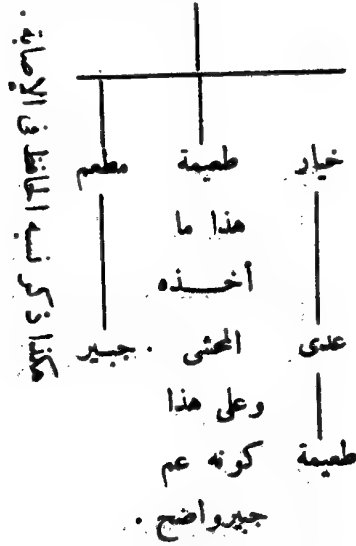 خيار طعيمة مطعم
هذا ما
أخذه
عدى المحشى . جبير
وعلى هذا
طعيمة كونه عم
جبير واضح .
هكذا ذكر نسبه الحافظ فى الإصابة .